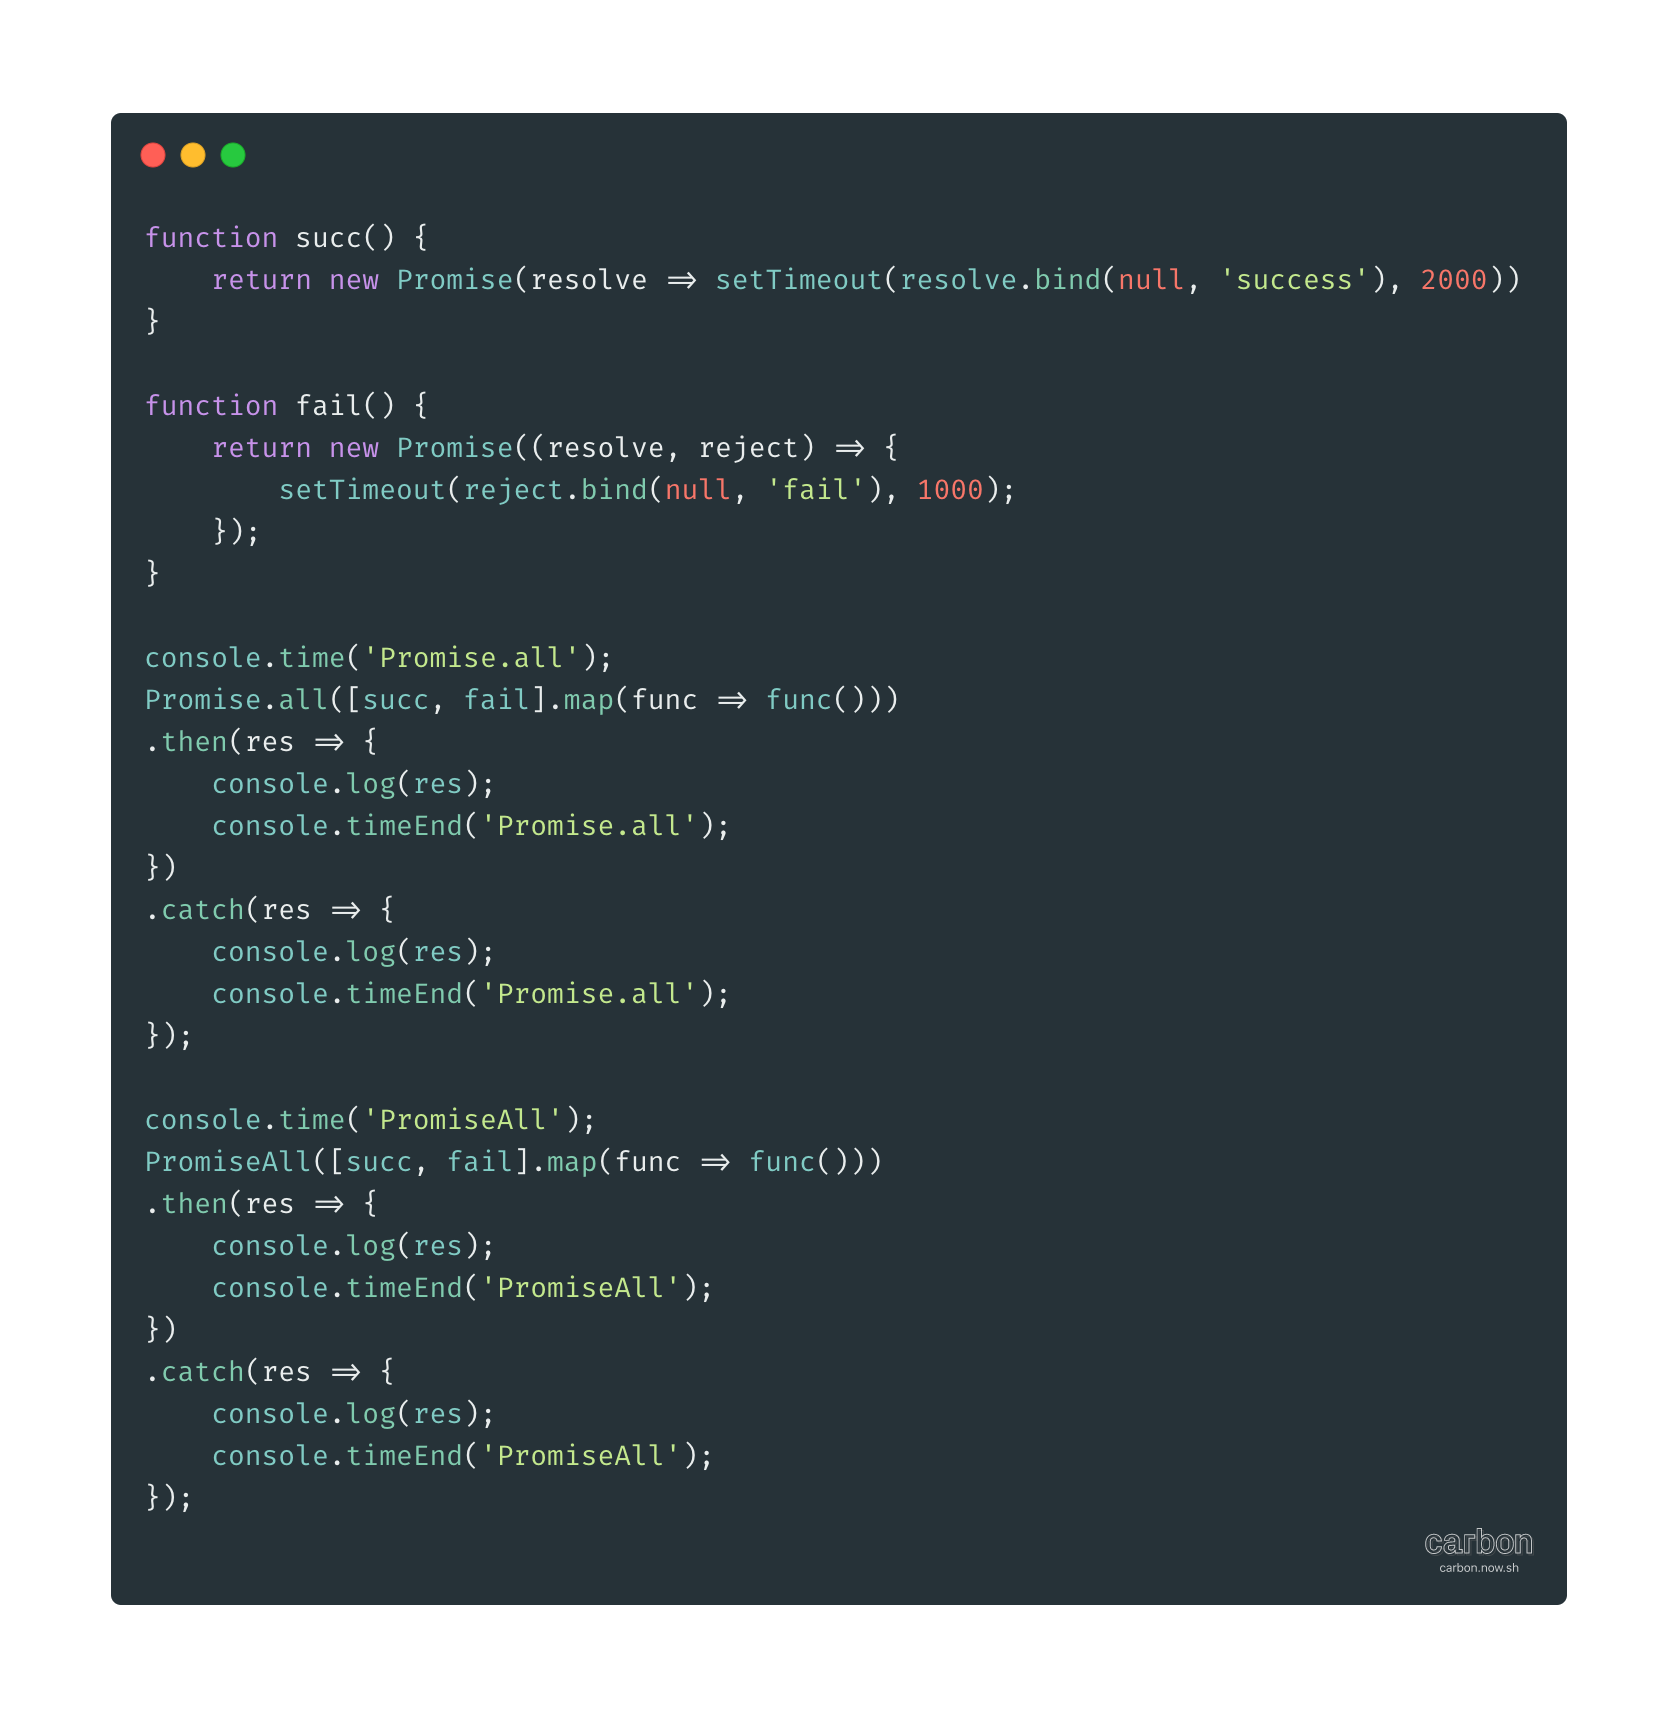 function succ() {
    return new Promise(resolve => setTimeout(resolve.bind(null, 'success'), 2000))
}

function fail() {
    return new Promise((resolve, reject) => {
        setTimeout(reject.bind(null, 'fail'), 1000);
    });
}

console.time('Promise.all');
Promise.all([succ, fail].map(func => func()))
.then(res => {
    console.log(res);
    console.timeEnd('Promise.all');
})
.catch(res => {
    console.log(res);
    console.timeEnd('Promise.all');
});

console.time('PromiseAll');
PromiseAll([succ, fail].map(func => func()))
.then(res => {
    console.log(res);
    console.timeEnd('PromiseAll');
})
.catch(res => {
    console.log(res);
    console.timeEnd('PromiseAll');
});
carbon
carbon.now.sh